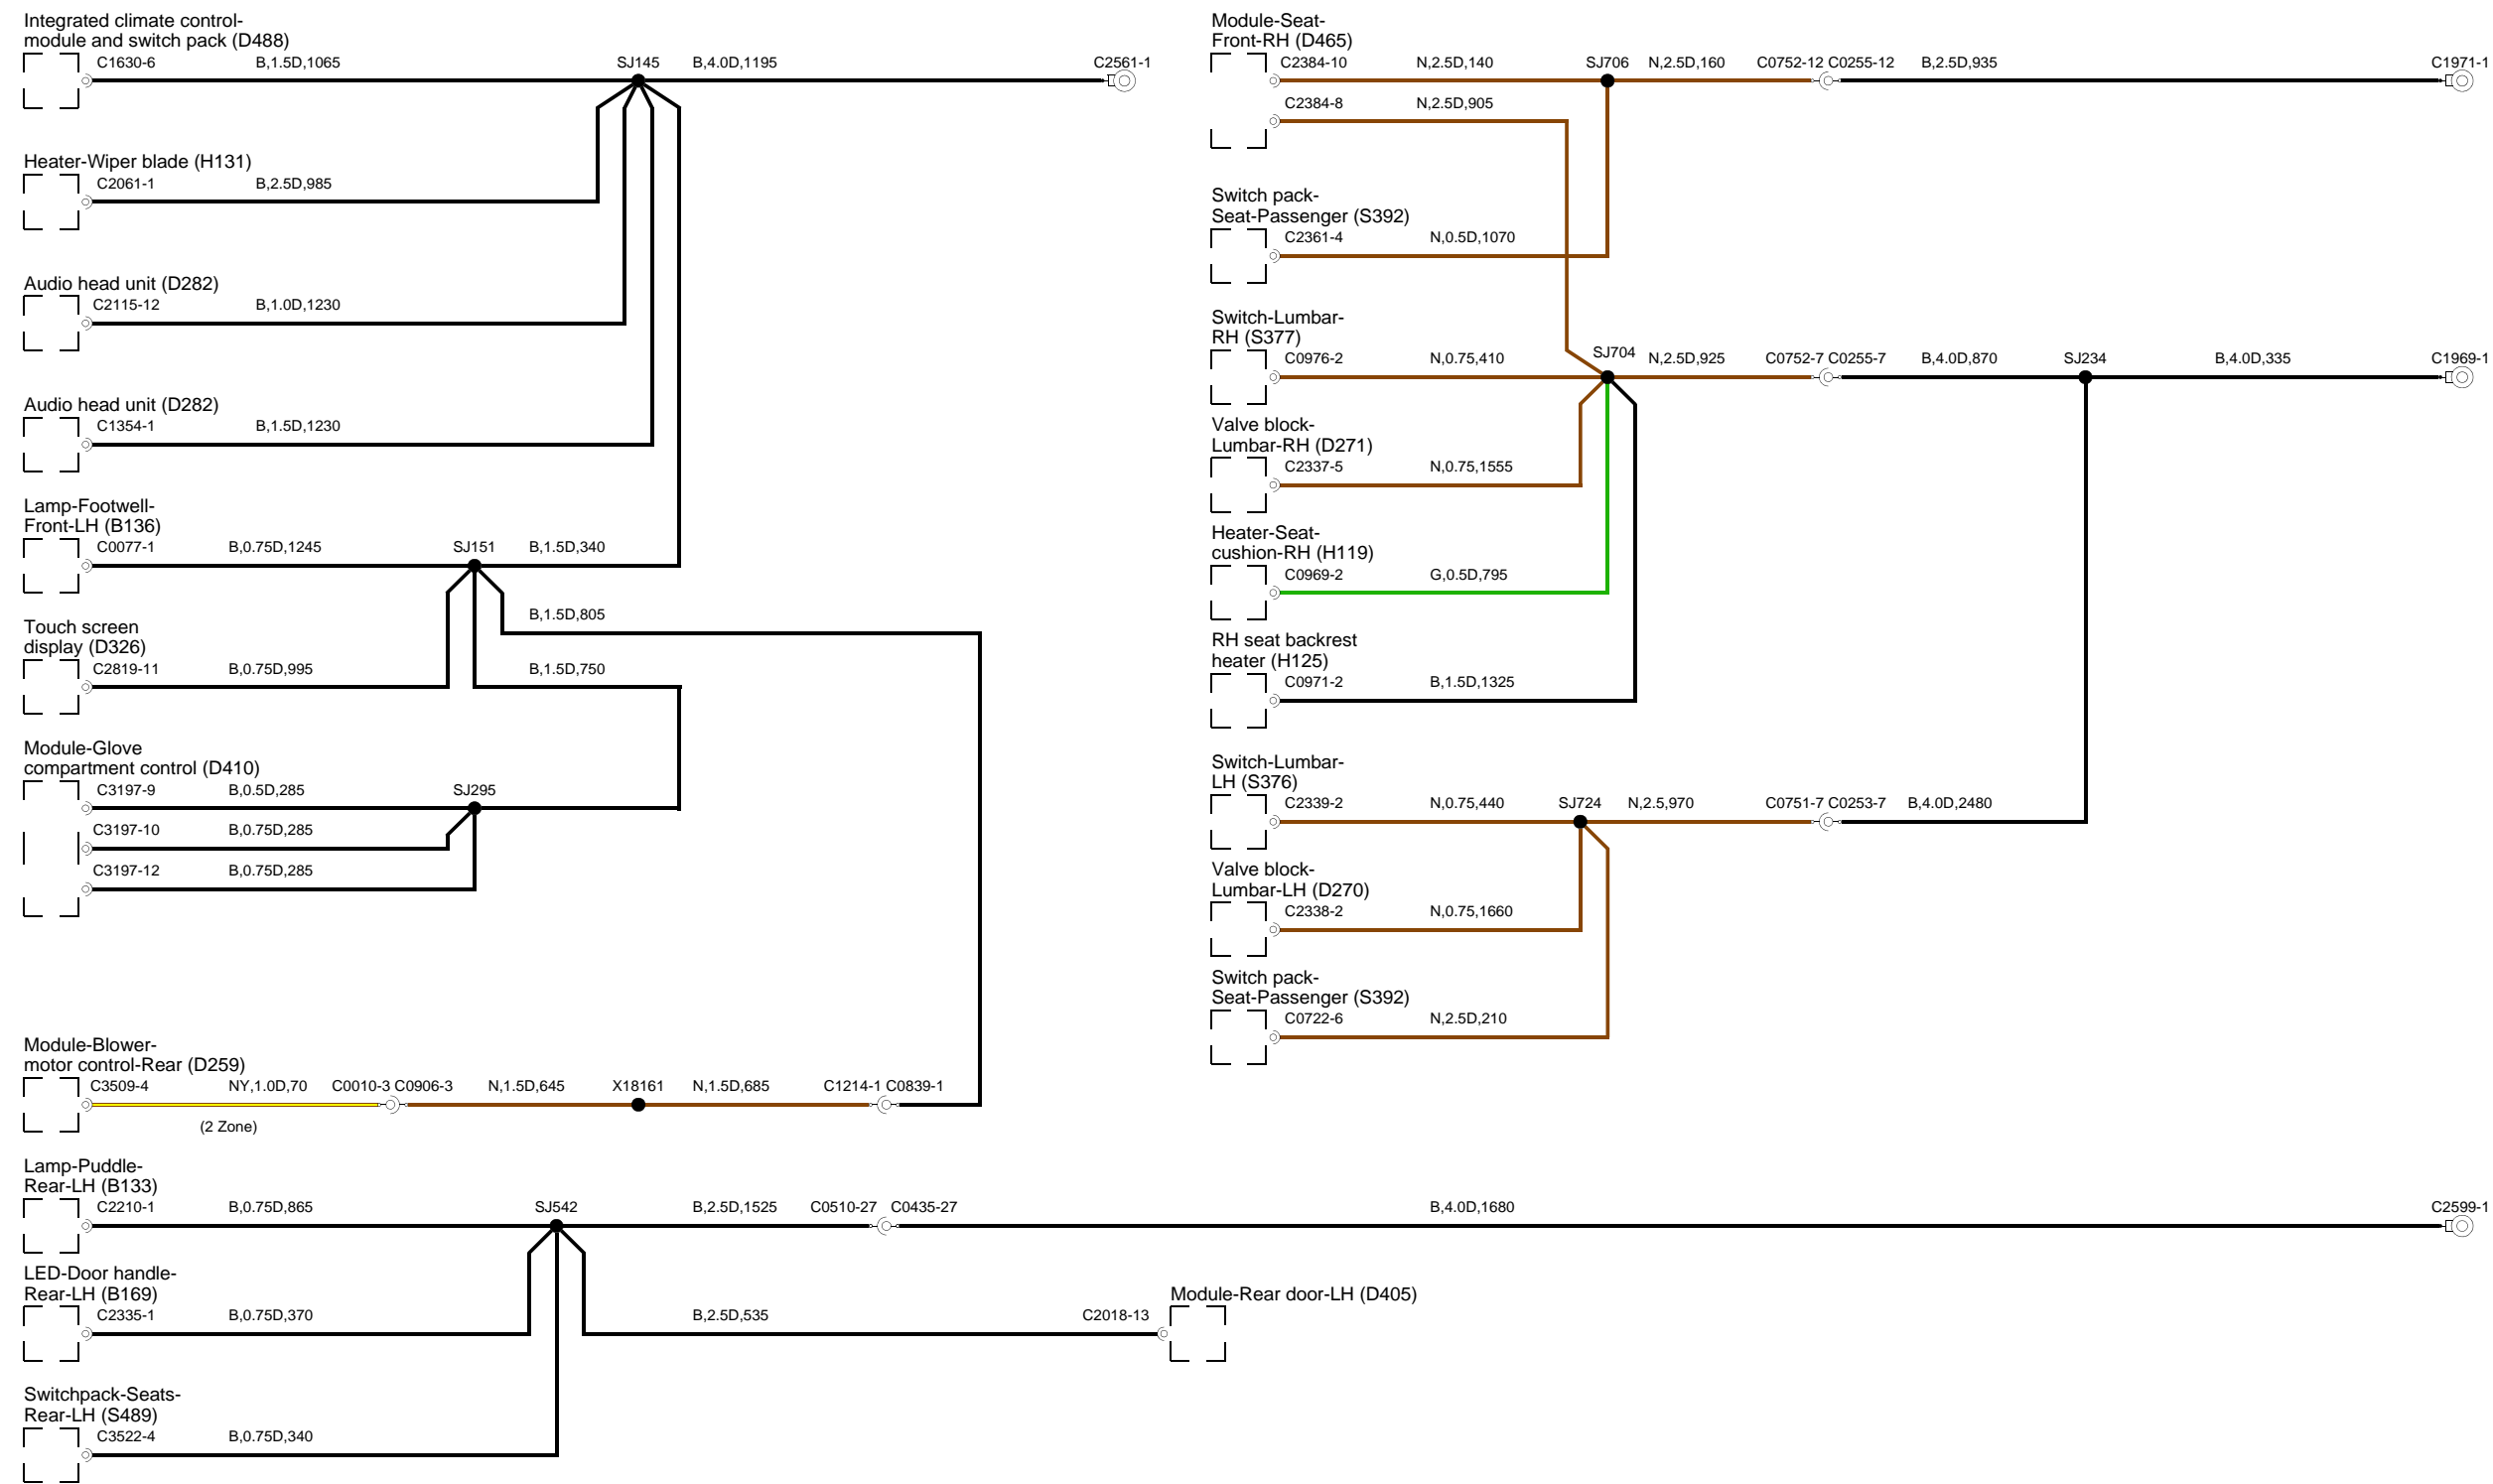 Integrated climate control-
module and switch pack (D488)
C1630-6 B,1.5D,1065 SJ145 B,4.0D,1195 C2561-1
Heater-Wiper blade (H131)
C2061-1 B,2.5D,985
Audio head unit (D282)
C2115-12 B,1.0D,1230
Audio head unit (D282)
C1354-1 B,1.5D,1230
Lamp-Footwell-
Front-LH (B136)
C0077-1 B,0.75D,1245 SJ151 B,1.5D,340
B,1.5D,805
Touch screen
display (D326)
C2819-11 B,0.75D,995 B,1.5D,750
Module-Glove
compartment control (D410)
C3197-9 B,0.5D,285 SJ295
C3197-10 B,0.75D,285
C3197-12 B,0.75D,285
Module-Blower-
motor control-Rear (D259)
C3509-4 NY,1.0D,70 C0010-3 C0906-3 N,1.5D,645 X18161 N,1.5D,685 C1214-1 C0839-1
(2 Zone)
Lamp-Puddle-
Rear-LH (B133)
C2210-1 B,0.75D,865 SJ542 B,2.5D,1525 C0510-27 C0435-27 B,4.0D,1680 C2599-1
LED-Door handle-
Rear-LH (B169)
C2335-1 B,0.75D,370 B,2.5D,535 C2018-13
Module-Rear door-LH (D405)
Switchpack-Seats-
Rear-LH (S489)
C3522-4 B,0.75D,340
Module-Seat-
Front-RH (D465)
C2384-10 N,2.5D,140 SJ706 N,2.5D,160 C0752-12 C0255-12 B,2.5D,935 C1971-1
C2384-8 N,2.5D,905
Switch pack-
Seat-Passenger (S392)
C2361-4 N,0.5D,1070
Switch-Lumbar-
RH (S377)
C0976-2 N,0.75,410 SJ704 N,2.5D,925 C0752-7 C0255-7 B,4.0D,870 SJ234 B,4.0D,335 C1969-1
Valve block-
Lumbar-RH (D271)
C2337-5 N,0.75,1555
Heater-Seat-
cushion-RH (H119)
C0969-2 G,0.5D,795
RH seat backrest
heater (H125)
C0971-2 B,1.5D,1325
Switch-Lumbar-
LH (S376)
C2339-2 N,0.75,440 SJ724 N,2.5,970 C0751-7 C0253-7 B,4.0D,2480
Valve block-
Lumbar-LH (D270)
C2338-2 N,0.75,1660
Switch pack-
Seat-Passenger (S392)
C0722-6 N,2.5D,210